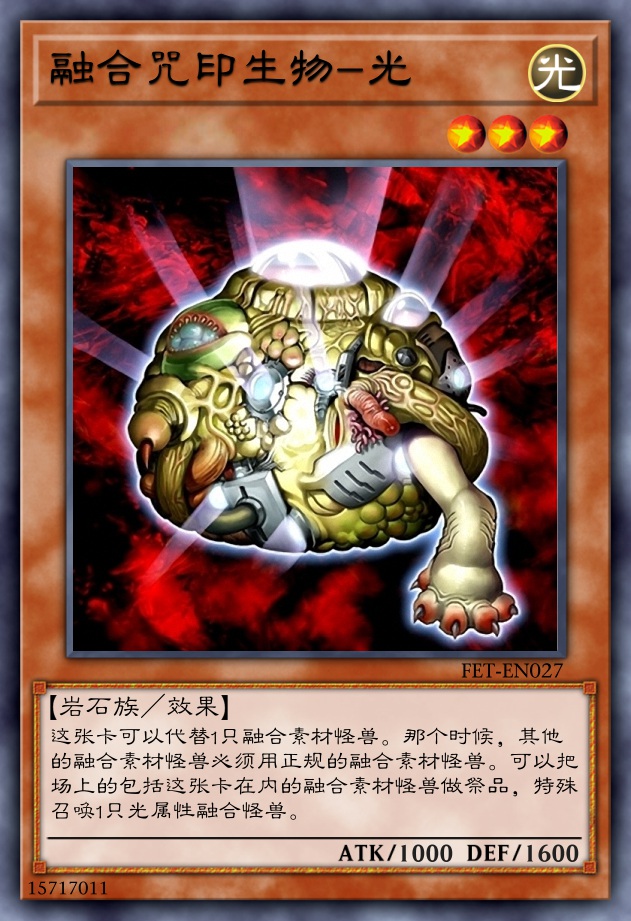 融合咒印生物-光
光
FET-EN027
【岩石族／效果】
这张卡可以代替1只融合素材怪兽。那个时候，其他
的融合素材怪兽必须用正规的融合素材怪兽。可以把
场上的包括这张卡在内的融合素材怪兽做祭品，特殊
召唤1只光属性融合怪兽。
ATK/1000 DEF/1600
15717011